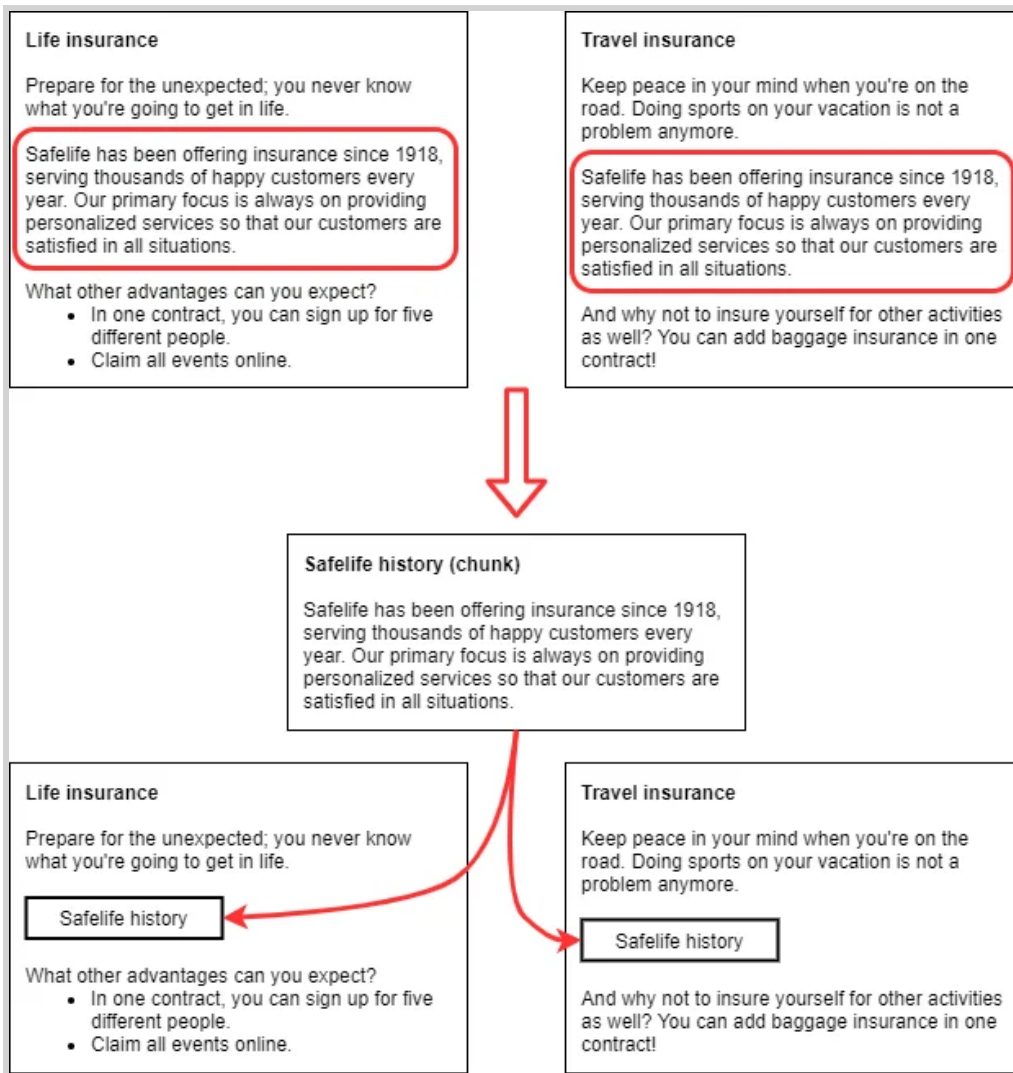 Life insurance
Prepare for the unexpected; you never know
what you're going to get in life.
Safelife has been offering insurance since 1918,
serving thousands of happy customers every
year. Our primary focus is always on providing
personalized services so that our customers are
satisfied in all situations.
What other advantages can you expect?
• In one contract, you can sign up for five
different people.
• Claim all events online.
Travel insurance
Keep peace in your mind when you're on the
road. Doing sports on your vacation is not a
problem anymore.
Safelife has been offering insurance since 1918,
serving thousands of happy customers every
year. Our primary focus is always on providing
personalized services so that our customers are
satisfied in all situations.
And why not to insure yourself for other activities
as well? You can add baggage insurance in one
contract!
Safelife history (chunk)
Safelife has been offering insurance since 1918,
serving thousands of happy customers every
year. Our primary focus is always on providing
personalized services so that our customers are
satisfied in all situations.
Life insurance
Prepare for the unexpected; you never know
what you're going to get in life.
Safelife history
What other advantages can you expect?
• In one contract, you can sign up for five
different people.
• Claim all events online.
Travel insurance
Keep peace in your mind when you're on the
road. Doing sports on your vacation is not a
problem anymore.
Safelife history
And why not to insure yourself for other activities
as well? You can add baggage insurance in one
contract!